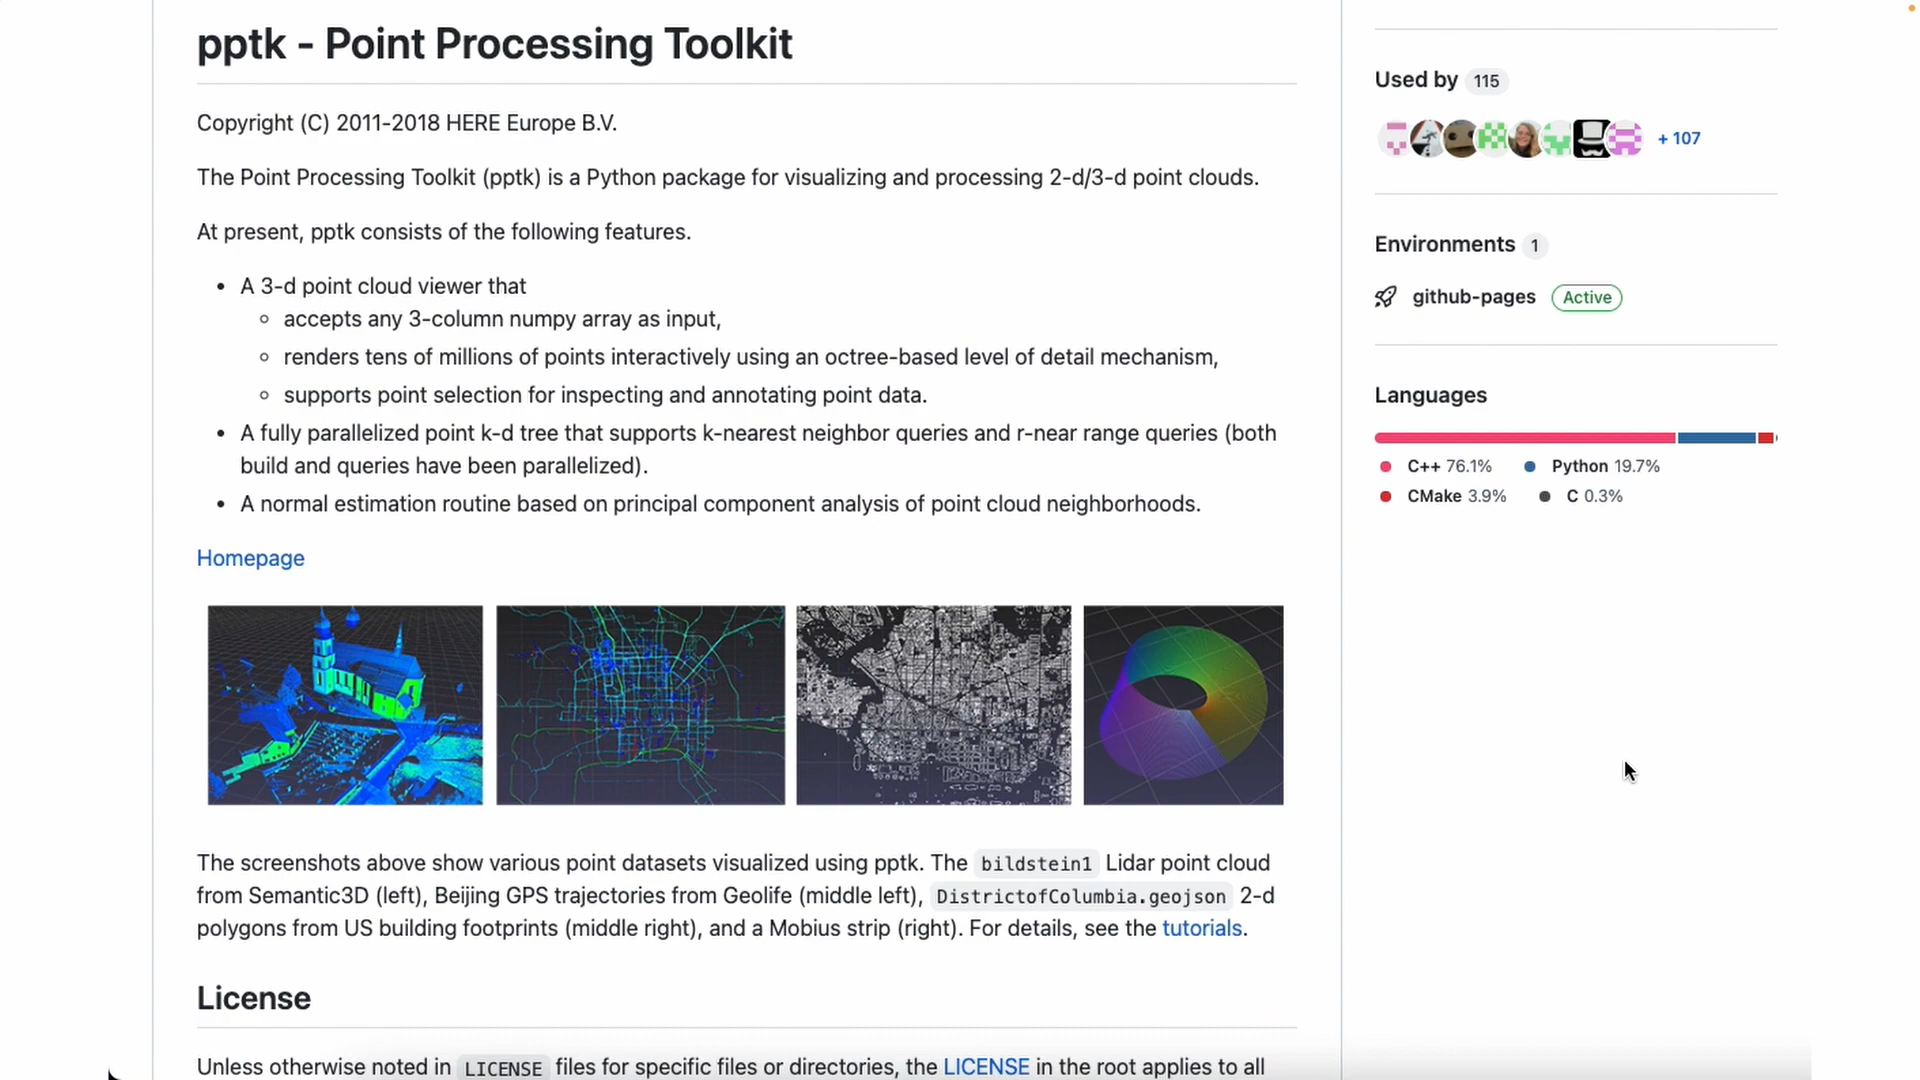 pptk - Point Processing Toolkit
Copyright (C) 2011-2018 HERE Europe B.V.
The Point Processing Toolkit (pptk) is a Python package for visualizing and processing 2-d/3-d point clouds.
At present, pptk consists of the following features.
A 3-d point cloud viewer that
accepts any 3-column numpy array as input,
renders tens of millions of points interactively using an octree-based level of detail mechanism,
supports point selection for inspecting and annotating point data.
A fully parallelized point k-d tree that supports k-nearest neighbor queries and r-near range queries (both
build and queries have been parallelized).
A normal estimation routine based on principal component analysis of point cloud neighborhoods.
Homepage
The screenshots above show various point datasets visualized using pptk. The bildstein1 Lidar point cloud
from Semantic3D (left), Beijing GPS trajectories from Geolife (middle left), DistrictofColumbia.geojson 2-d
polygons from US building footprints (middle right), and a Mobius strip (right). For details, see the tutorials.
License
Unless otherwise noted in LICENSE files for specific files or directories, the LICENSE in the root applies to all
Used by 115
+ 107
Environments 1
github-pages Active
Languages
C++ 76.1% Python 19.7%
CMake 3.9% C 0.3%